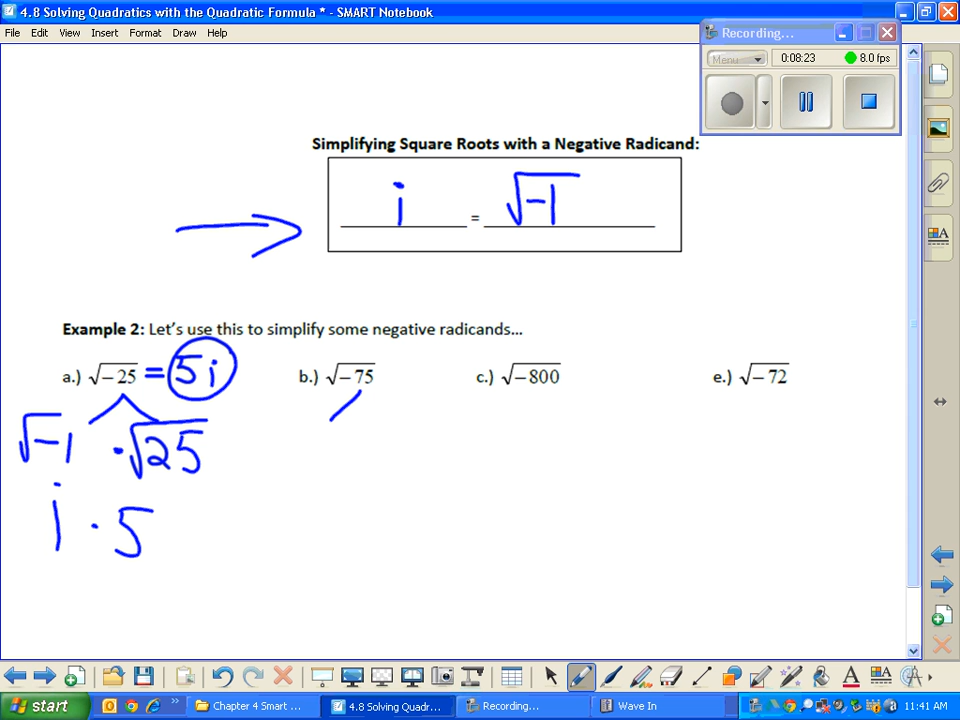 4.8 Solving Quadratics with the Quadratic Formula * - SMART Notebook
File Edit View Insert Format Draw Help
Recording...
Menu 0:08:23 8.0 fps
Simplifying Square Roots with a Negative Radicand:
i = √-1
Example 2: Let's use this to simplify some negative radicands...
a.) √-25 = 5i b.) √-75 c.) √-800 e.) √-72
√-1 · √25
i · 5
start Chapter 4 Smart ... 4.8 Solving Quadr... Recording... Wave In 11:41 AM